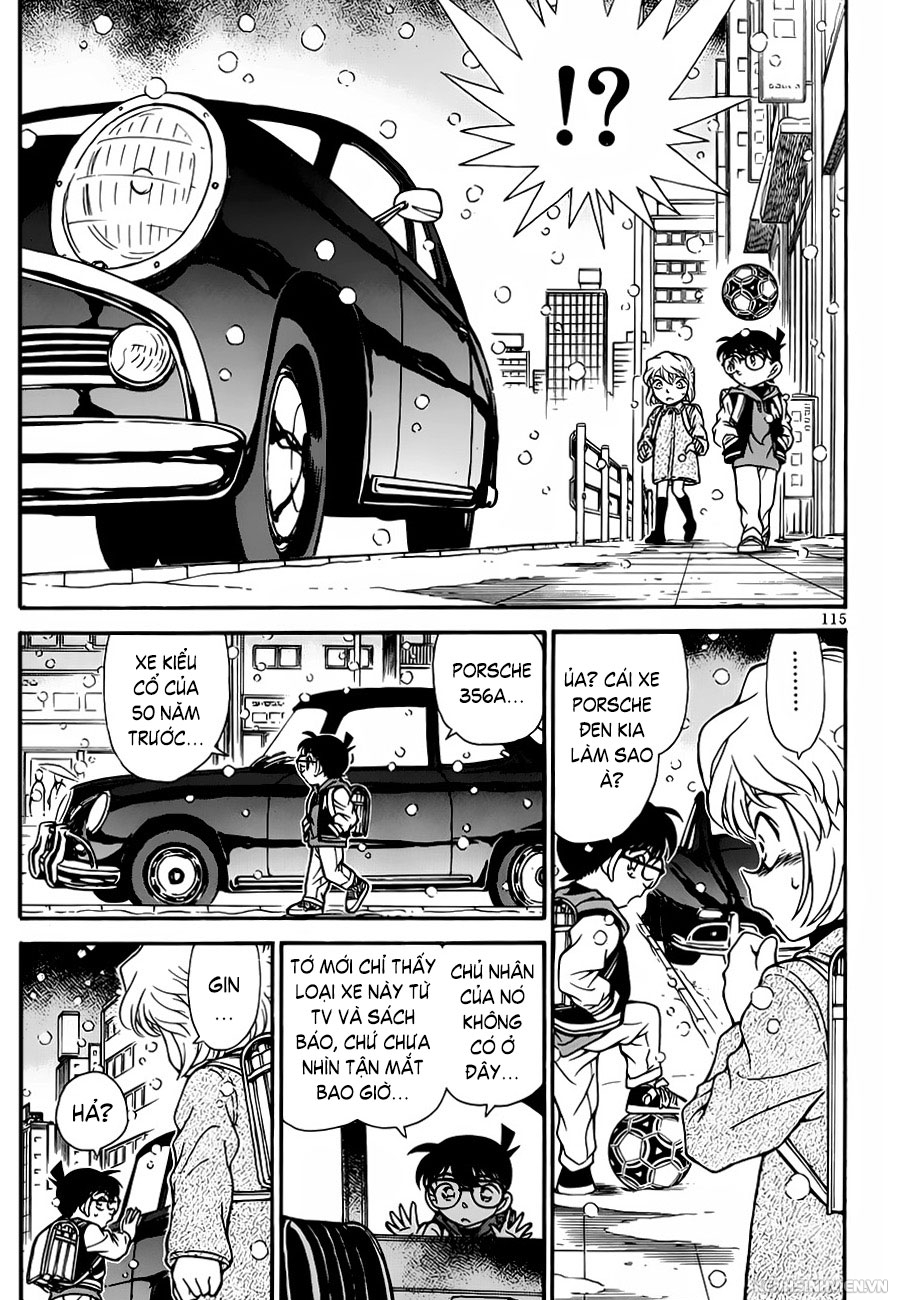 !?
115
.........
ỦA? CÁI XE
PORSCHE
ĐEN KIA
LÀM SAO
À?
PORSCHE
356A...
XE KIỂU
CỔ CỦA
50 NĂM
TRƯỚC...
CHỦ NHÂN
CỦA NÓ
KHÔNG
CÓ Ở
ĐÂY...
TỚ MỚI CHỈ THẤY
LOẠI XE NÀY TỪ
TV VÀ SÁCH
BÁO, CHỨ CHƯA
NHÌN TẬN MẮT
BAO GIỜ...
GIN
...
HẢ?